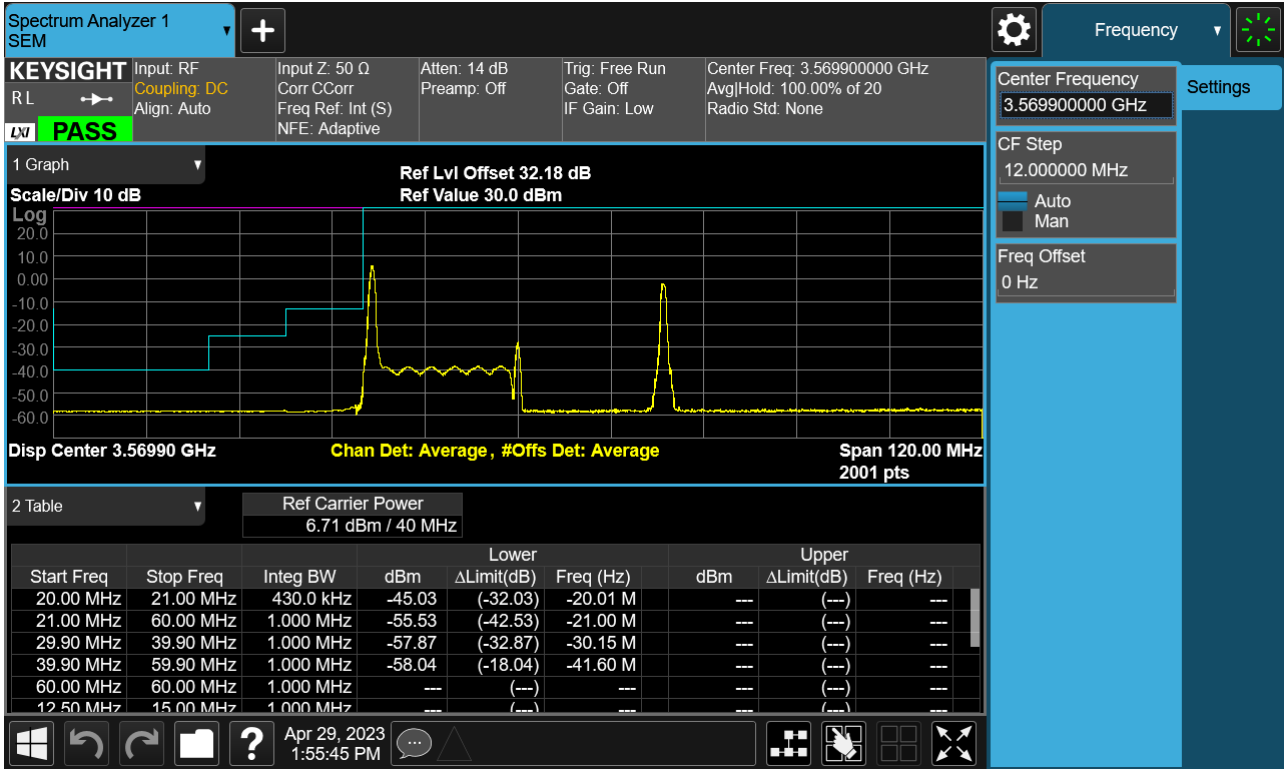 Spectrum Analyzer 1
SEM
Frequency
KEYSIGHT
R L
LXI PASS
Input: RF
Coupling: DC
Align: Auto
Input Z: 50 Ω
Corr CCorr
Freq Ref: Int (S)
NFE: Adaptive
Atten: 14 dB
Preamp: Off
Trig: Free Run
Gate: Off
IF Gain: Low
Center Freq: 3.569900000 GHz
Avg|Hold: 100.00% of 20
Radio Std: None
Center Frequency
3.569900000 GHz
Settings
CF Step
12.000000 MHz
Auto
Man
Freq Offset
0 Hz
1 Graph
Scale/Div 10 dB
Ref Lvl Offset 32.18 dB
Ref Value 30.0 dBm
Log
20.0
10.0
0.00
-10.0
-20.0
-30.0
-40.0
-50.0
-60.0
Disp Center 3.56990 GHz
Chan Det: Average , #Offs Det: Average
Span 120.00 MHz
2001 pts
2 Table
Ref Carrier Power
6.71 dBm / 40 MHz
Lower Upper
Start Freq Stop Freq Integ BW dBm ΔLimit(dB) Freq (Hz) dBm ΔLimit(dB) Freq (Hz)
20.00 MHz 21.00 MHz 430.0 kHz -45.03 (-32.03) -20.01 M --- (---) ---
21.00 MHz 60.00 MHz 1.000 MHz -55.53 (-42.53) -21.00 M --- (---) ---
29.90 MHz 39.90 MHz 1.000 MHz -57.87 (-32.87) -30.15 M --- (---) ---
39.90 MHz 59.90 MHz 1.000 MHz -58.04 (-18.04) -41.60 M --- (---) ---
60.00 MHz 60.00 MHz 1.000 MHz --- (---) --- --- (---) ---
12.50 MHz 15.00 MHz 1.000 MHz --- (---) --- --- (---) ---
Apr 29, 2023
1:55:45 PM